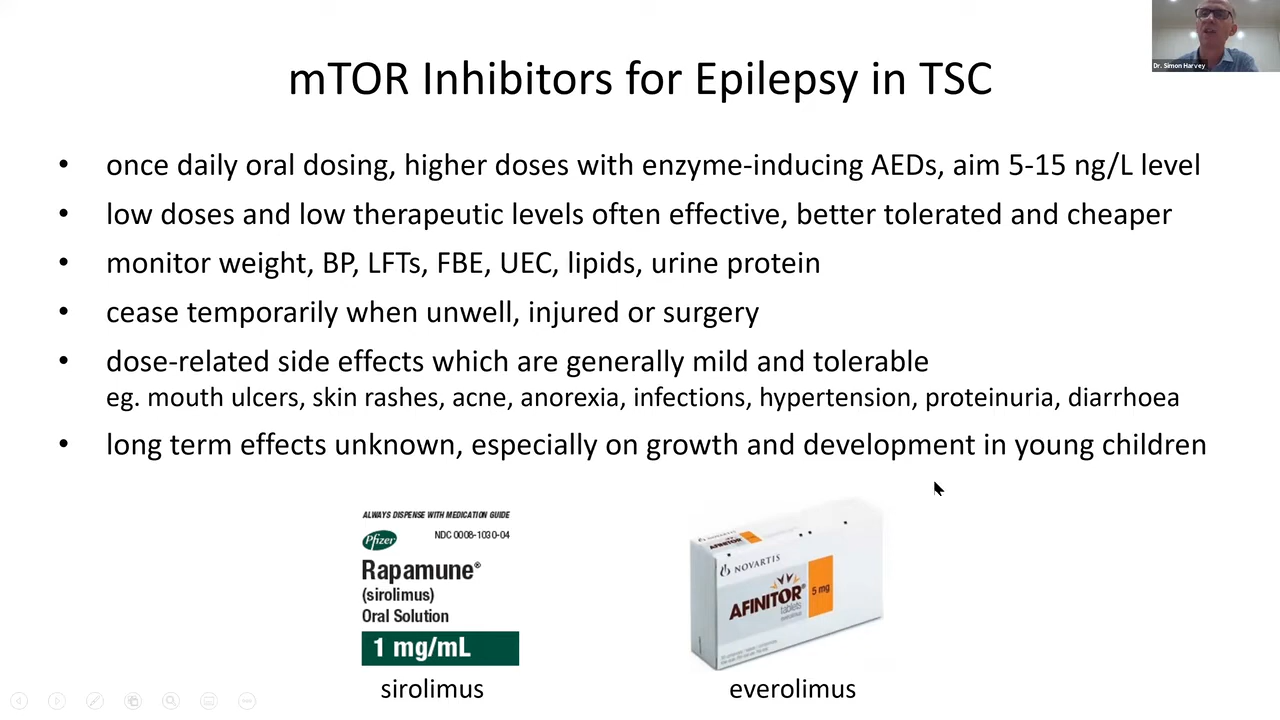 Dr. Simon Harvey
mTOR Inhibitors for Epilepsy in TSC
• once daily oral dosing, higher doses with enzyme-inducing AEDs, aim 5-15 ng/L level
• low doses and low therapeutic levels often effective, better tolerated and cheaper
• monitor weight, BP, LFTs, FBE, UEC, lipids, urine protein
• cease temporarily when unwell, injured or surgery
• dose-related side effects which are generally mild and tolerable
eg. mouth ulcers, skin rashes, acne, anorexia, infections, hypertension, proteinuria, diarrhoea
• long term effects unknown, especially on growth and development in young children
ALWAYS DISPENSE WITH MEDICATION GUIDE
Pfizer NDC 0008-1030-04
Rapamune®
(sirolimus)
Oral Solution
1 mg/mL
sirolimus
AFINITOR
NOVARTIS
AFINITOR®
tablets
5 mg
everolimus